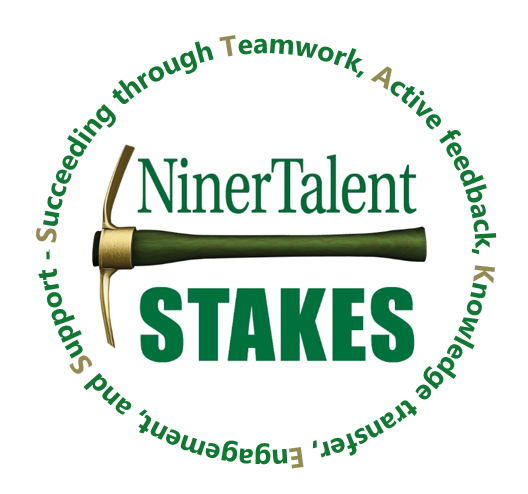 Succeeding through Teamwork, Active feedback, Knowledge transfer, Engagement, and Support -
NinerTalent
STAKES